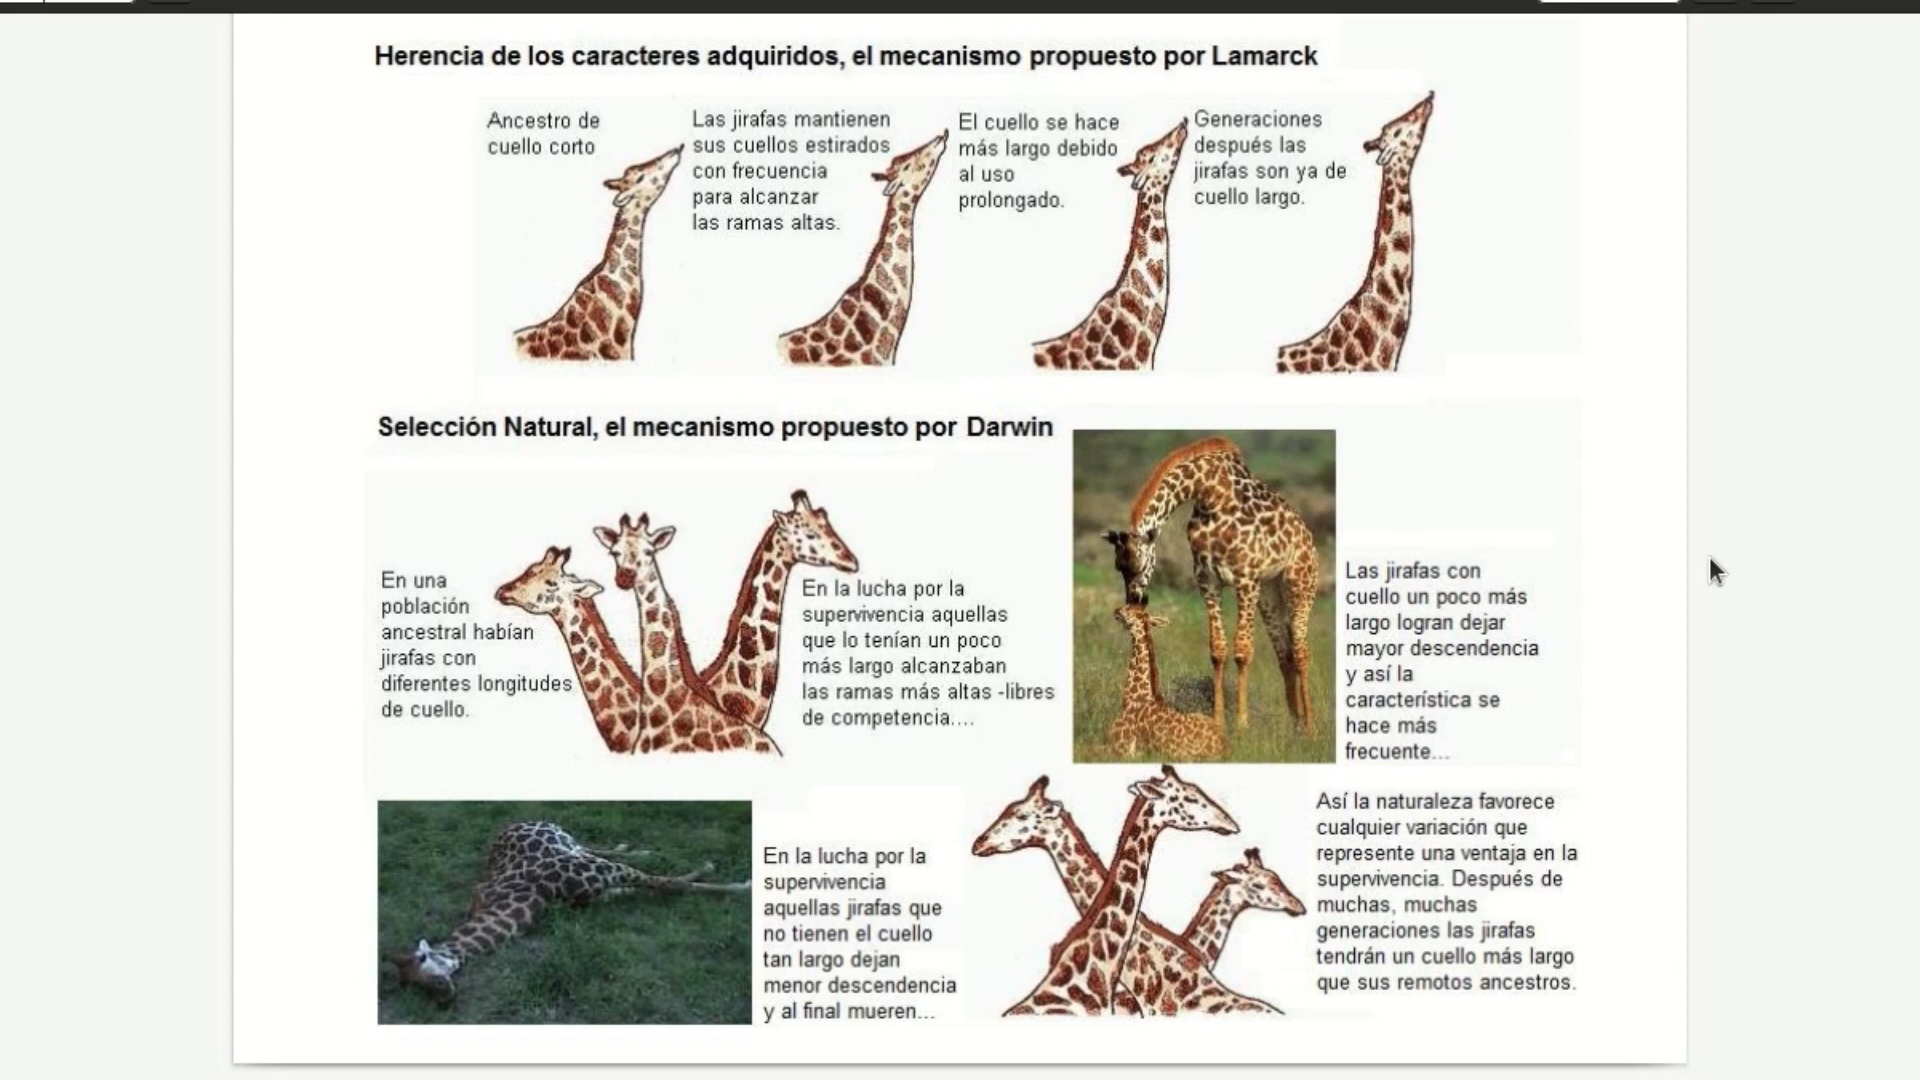 Herencia de los caracteres adquiridos, el mecanismo propuesto por Lamarck
Ancestro de
cuello corto
Las jirafas mantienen
sus cuellos estirados
con frecuencia
para alcanzar
las ramas altas.
El cuello se hace
más largo debido
al uso
prolongado.
Generaciones
después las
jirafas son ya de
cuello largo.
Selección Natural, el mecanismo propuesto por Darwin
En una
población
ancestral habían
jirafas con
diferentes longitudes
de cuello.
En la lucha por la
supervivencia aquellas
que lo tenían un poco
más largo alcanzaban
las ramas más altas -libres
de competencia....
Las jirafas con
cuello un poco más
largo logran dejar
mayor descendencia
y así la
característica se
hace más
frecuente...
En la lucha por la
supervivencia
aquellas jirafas que
no tienen el cuello
tan largo dejan
menor descendencia
y al final mueren...
Así la naturaleza favorece
cualquier variación que
represente una ventaja en la
supervivencia. Después de
muchas, muchas
generaciones las jirafas
tendrán un cuello más largo
que sus remotos ancestros.